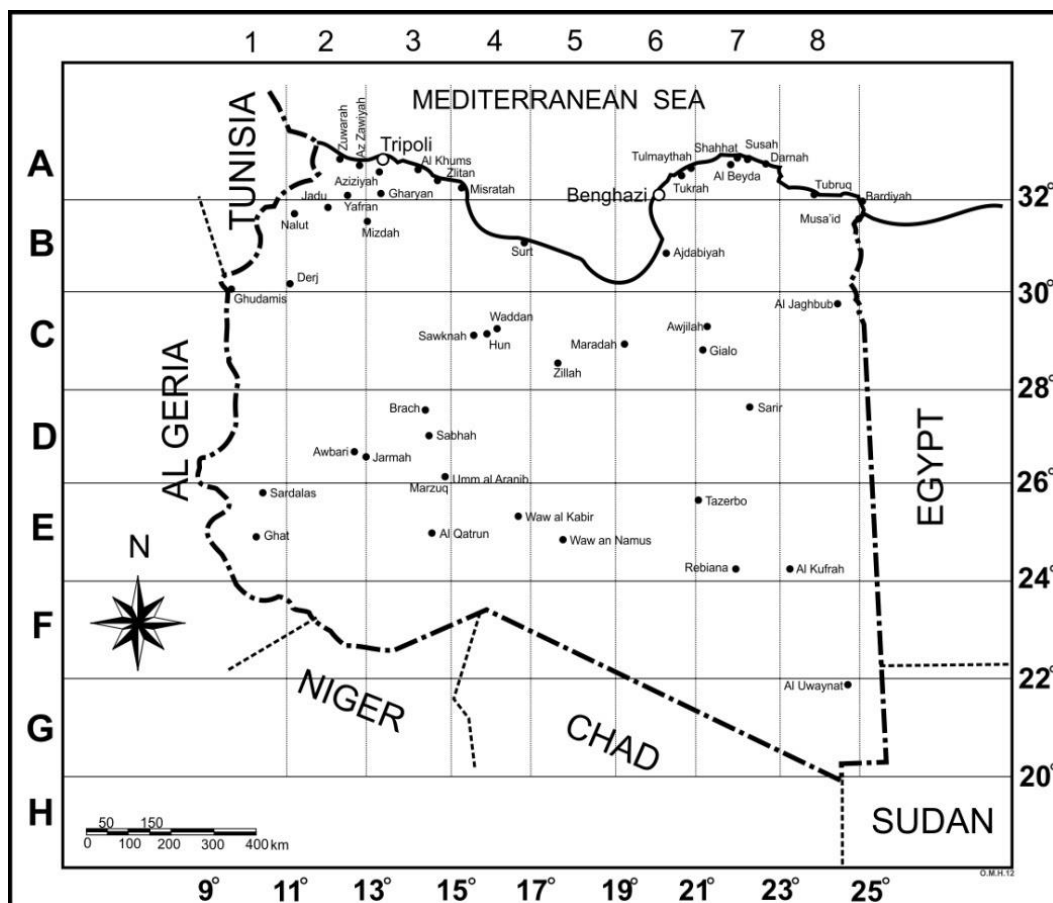 1 2 3 4 5 6 7 8
MEDITERRANEAN SEA
TUNISIA
A
Zuwarah
Az Zawiyah
Tripoli
Aziziyah
Al Khums
Zlitan
Misratah
Gharyan
Jadu
Yafran
Nalut
Mizdah
Benghazi
Tulmaythah
Tukrah
Shahhat
Susah
Al Beyda
Darnah
Tubruq
Bardiyah
Musa'id
32°
B
Surt
Ajdabiyah
Derj
Ghudamis
30°
C
Al Jaghbub
Waddan
Sawknah
Hun
Maradah
Zillah
Awjilah
Gialo
28°
ALGERIA
D
Brach
Sabhah
Awbari
Jarmah
Umm al Aranib
Marzuq
Sarir
EGYPT
26°
E
Sardalas
Ghat
Al Qatrun
Waw al Kabir
Waw an Namus
Tazerbo
Rebiana
Al Kufrah
24°
N
F
NIGER
CHAD
Al Uwaynat
22°
G
20°
H
SUDAN
50 150
0 100 200 300 400 km
O.M.H.12
9° 11° 13° 15° 17° 19° 21° 23° 25°